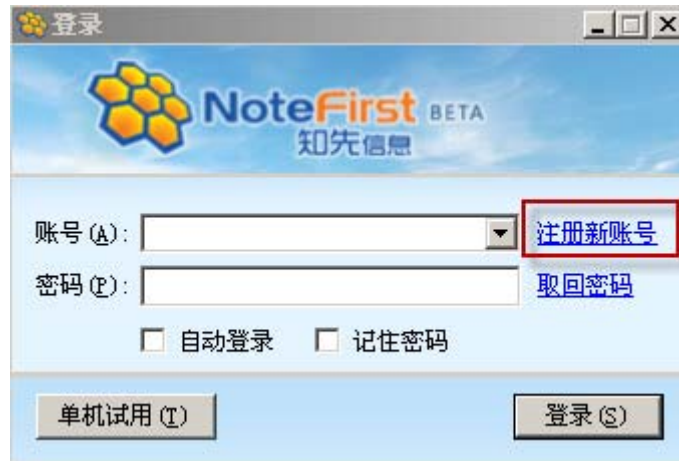 登录
NoteFirst BETA
知先信息
账号(A): 注册新账号
密码(P): 取回密码
自动登录 记住密码
单机试用(T) 登录(S)